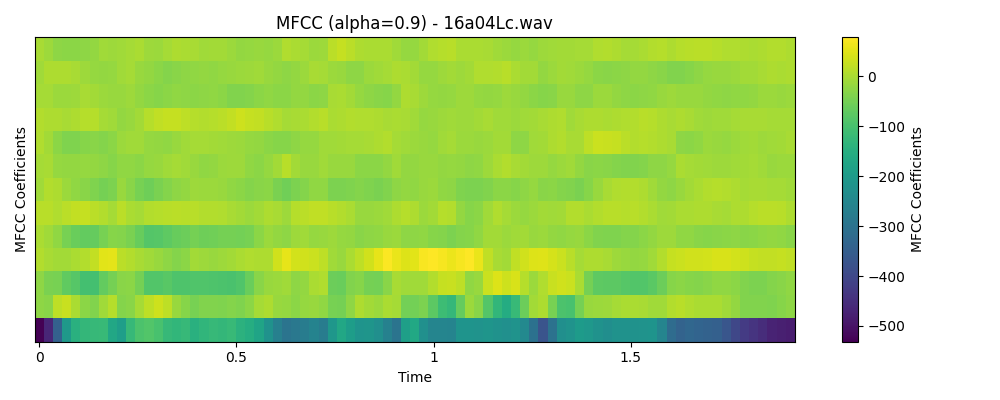 MFCC (alpha=0.9) - 16a04Lc.wav
MFCC Coefficients
0
0.5
1
1.5
Time
0
−100
−200
−300
−400
−500
MFCC Coefficients